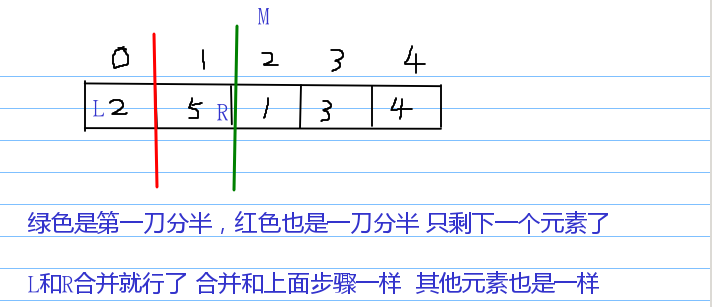 M
0 1 2 3 4
L 2 5 R 1 3 4
绿色是第一刀分半，红色也是一刀分半 只剩下一个元素了
L和R合并就行了 合并和上面步骤一样 其他元素也是一样